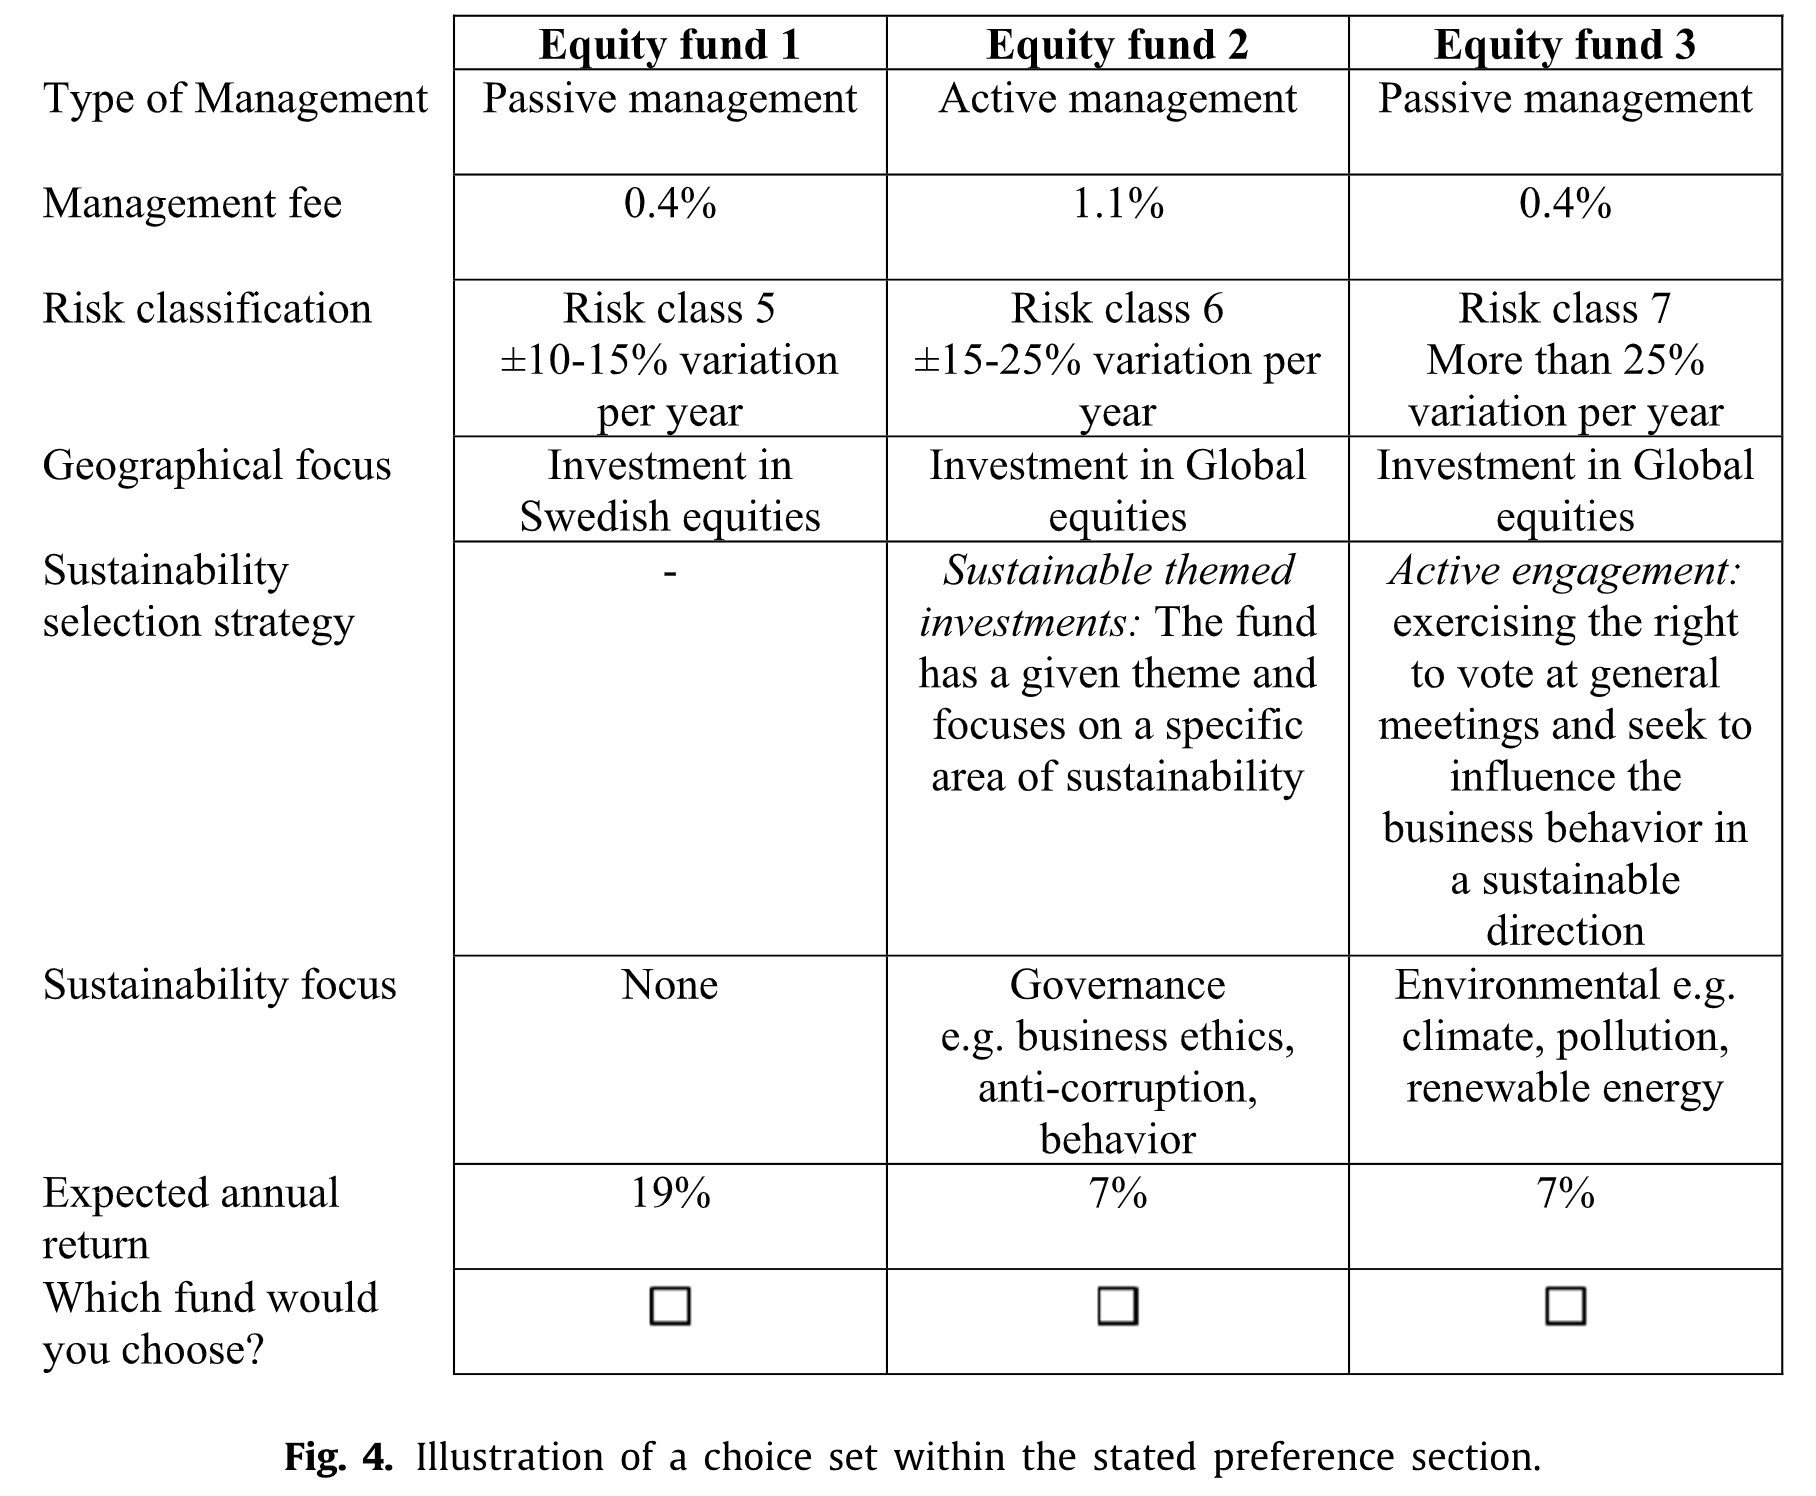 Equity fund 1 Equity fund 2 Equity fund 3
Type of Management Passive management Active management Passive management
Management fee 0.4% 1.1% 0.4%
Risk classification Risk class 5 Risk class 6 Risk class 7
±10-15% variation ±15-25% variation per More than 25%
per year year variation per year
Geographical focus Investment in Investment in Global Investment in Global
Swedish equities equities equities
Sustainability - Sustainable themed Active engagement:
selection strategy investments: The fund exercising the right
has a given theme and to vote at general
focuses on a specific meetings and seek to
area of sustainability influence the
business behavior in
a sustainable
direction
Sustainability focus None Governance Environmental e.g.
e.g. business ethics, climate, pollution,
anti-corruption, renewable energy
behavior
Expected annual 19% 7% 7%
return
Which fund would
you choose?
Fig. 4. Illustration of a choice set within the stated preference section.